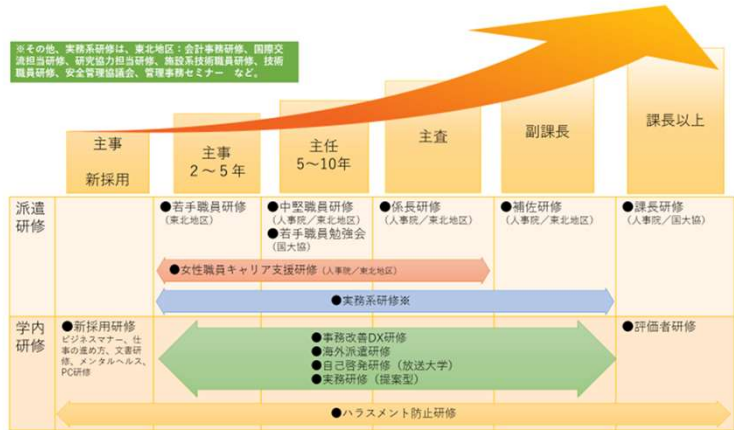 ※その他、実務系研修は、東北地区：会計事務研修、国際交
流担当研修、研究協力担当研修、施設系技術職員研修、技術
職員研修、安全管理協議会、管理事務セミナー　など。
主事
新採用
主事
２～５年
主任
5～10年
主査
副課長
課長以上
派遣
研修
●若手職員研修
（東北地区）
●中堅職員研修
（人事院／東北地区）
●若手職員勉強会
（国大協）
●係長研修
（人事院／東北地区）
●補佐研修
（人事院／東北地区）
●課長研修
（人事院／国大協）
●女性職員キャリア支援研修（人事院／東北地区）
●実務系研修※
学内
研修
●新採用研修
ビジネスマナー、仕
事の進め方、文書研
修、メンタルヘルス、
PC研修
●事務改善DX研修
●海外派遣研修
●自己啓発研修（放送大学）
●実務研修（提案型）
●評価者研修
●ハラスメント防止研修